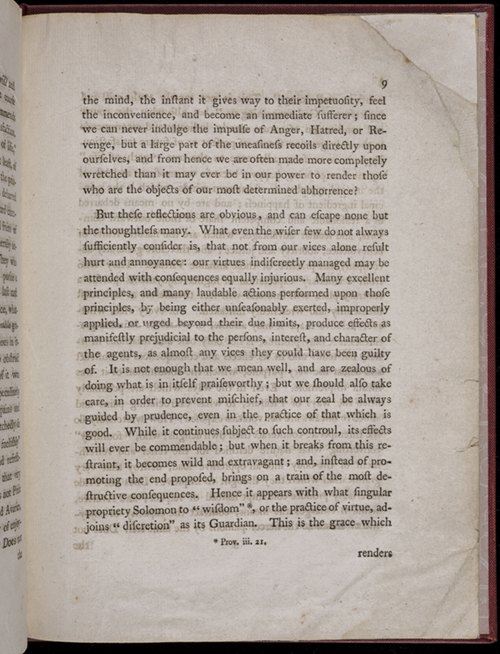 9
the mind, the inſtant it gives way to their impetuoſity, feel
the inconvenience, and become an immediate ſufferer; ſince
we can never indulge the impulſe of Anger, Hatred, or Re-
venge, but a large part of the uneaſineſs recoils directly upon
ourſelves, and from hence we are often made more completely
wretched than it may ever be in our power to render thoſe
who are the objects of our moſt determined abhorrence?
But theſe reflections are obvious, and can eſcape none but
the thoughtleſs many. What even the wiſer few do not always
ſufficiently conſider is, that not from our vices alone reſult
hurt and annoyance: our virtues indiſcreetly managed may be
attended with conſequences equally injurious. Many excellent
principles, and many laudable actions performed upon thoſe
principles, by being either unſeaſonably exerted, improperly
applied, or urged beyond their due limits, produce effects as
manifeſtly prejudicial to the perſons, intereſt, and character of
the agents, as almoſt any vices they could have been guilty
of. It is not enough that we mean well, and are zealous of
doing what is in itſelf praiſeworthy; but we ſhould alſo take
care, in order to prevent miſchief, that our zeal be always
guided by prudence, even in the practice of that which is
good. While it continues ſubject to ſuch controul, its effects
will ever be commendable; but when it breaks from this re-
ſtraint, it becomes wild and extravagant; and, inſtead of pro-
moting the end propoſed, brings on a train of the moſt de-
ſtructive conſequences. Hence it appears with what ſingular
propriety Solomon to “ wiſdom” *, or the practice of virtue, ad-
joins “ diſcretion” as its Guardian. This is the grace which
* Prov. iii. 21.
renders